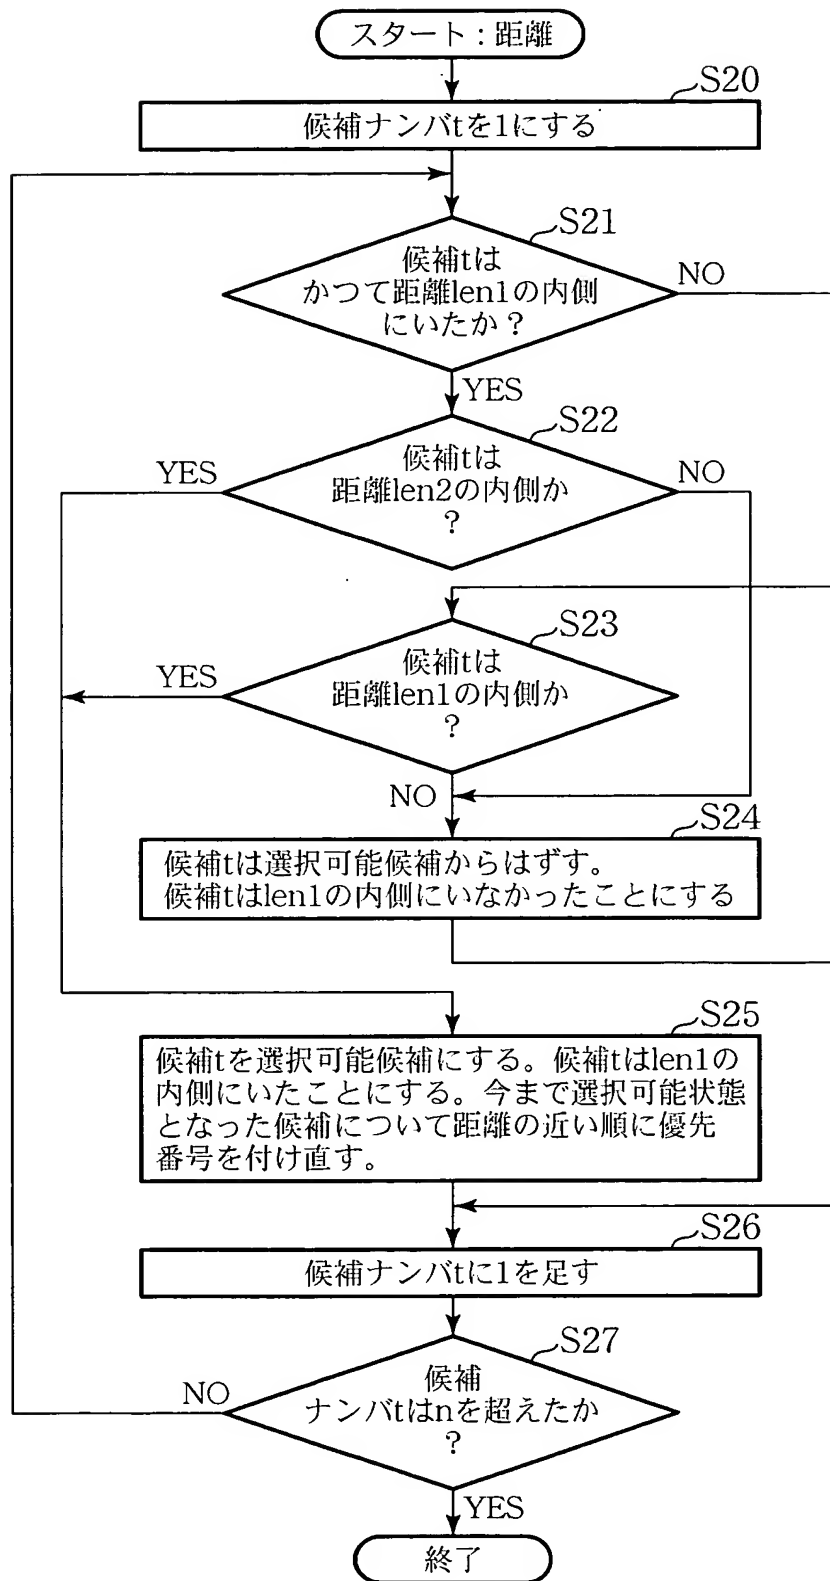 スタート：距離
S20
候補ナンバtを1にする
S21
候補tは
かつて距離len1の内側
にいたか？
NO
YES
S22
候補tは
距離len2の内側か
？
YES
NO
S23
候補tは
距離len1の内側か
？
YES
NO
S24
候補tは選択可能候補からはずす。
候補tはlen1の内側にいなかったことにする
S25
候補tを選択可能候補にする。候補tはlen1の
内側にいたことにする。今まで選択可能状態
となった候補について距離の近い順に優先
番号を付け直す。
S26
候補ナンバtに1を足す
S27
候補
ナンバtはnを超えたか
？
NO
YES
終了